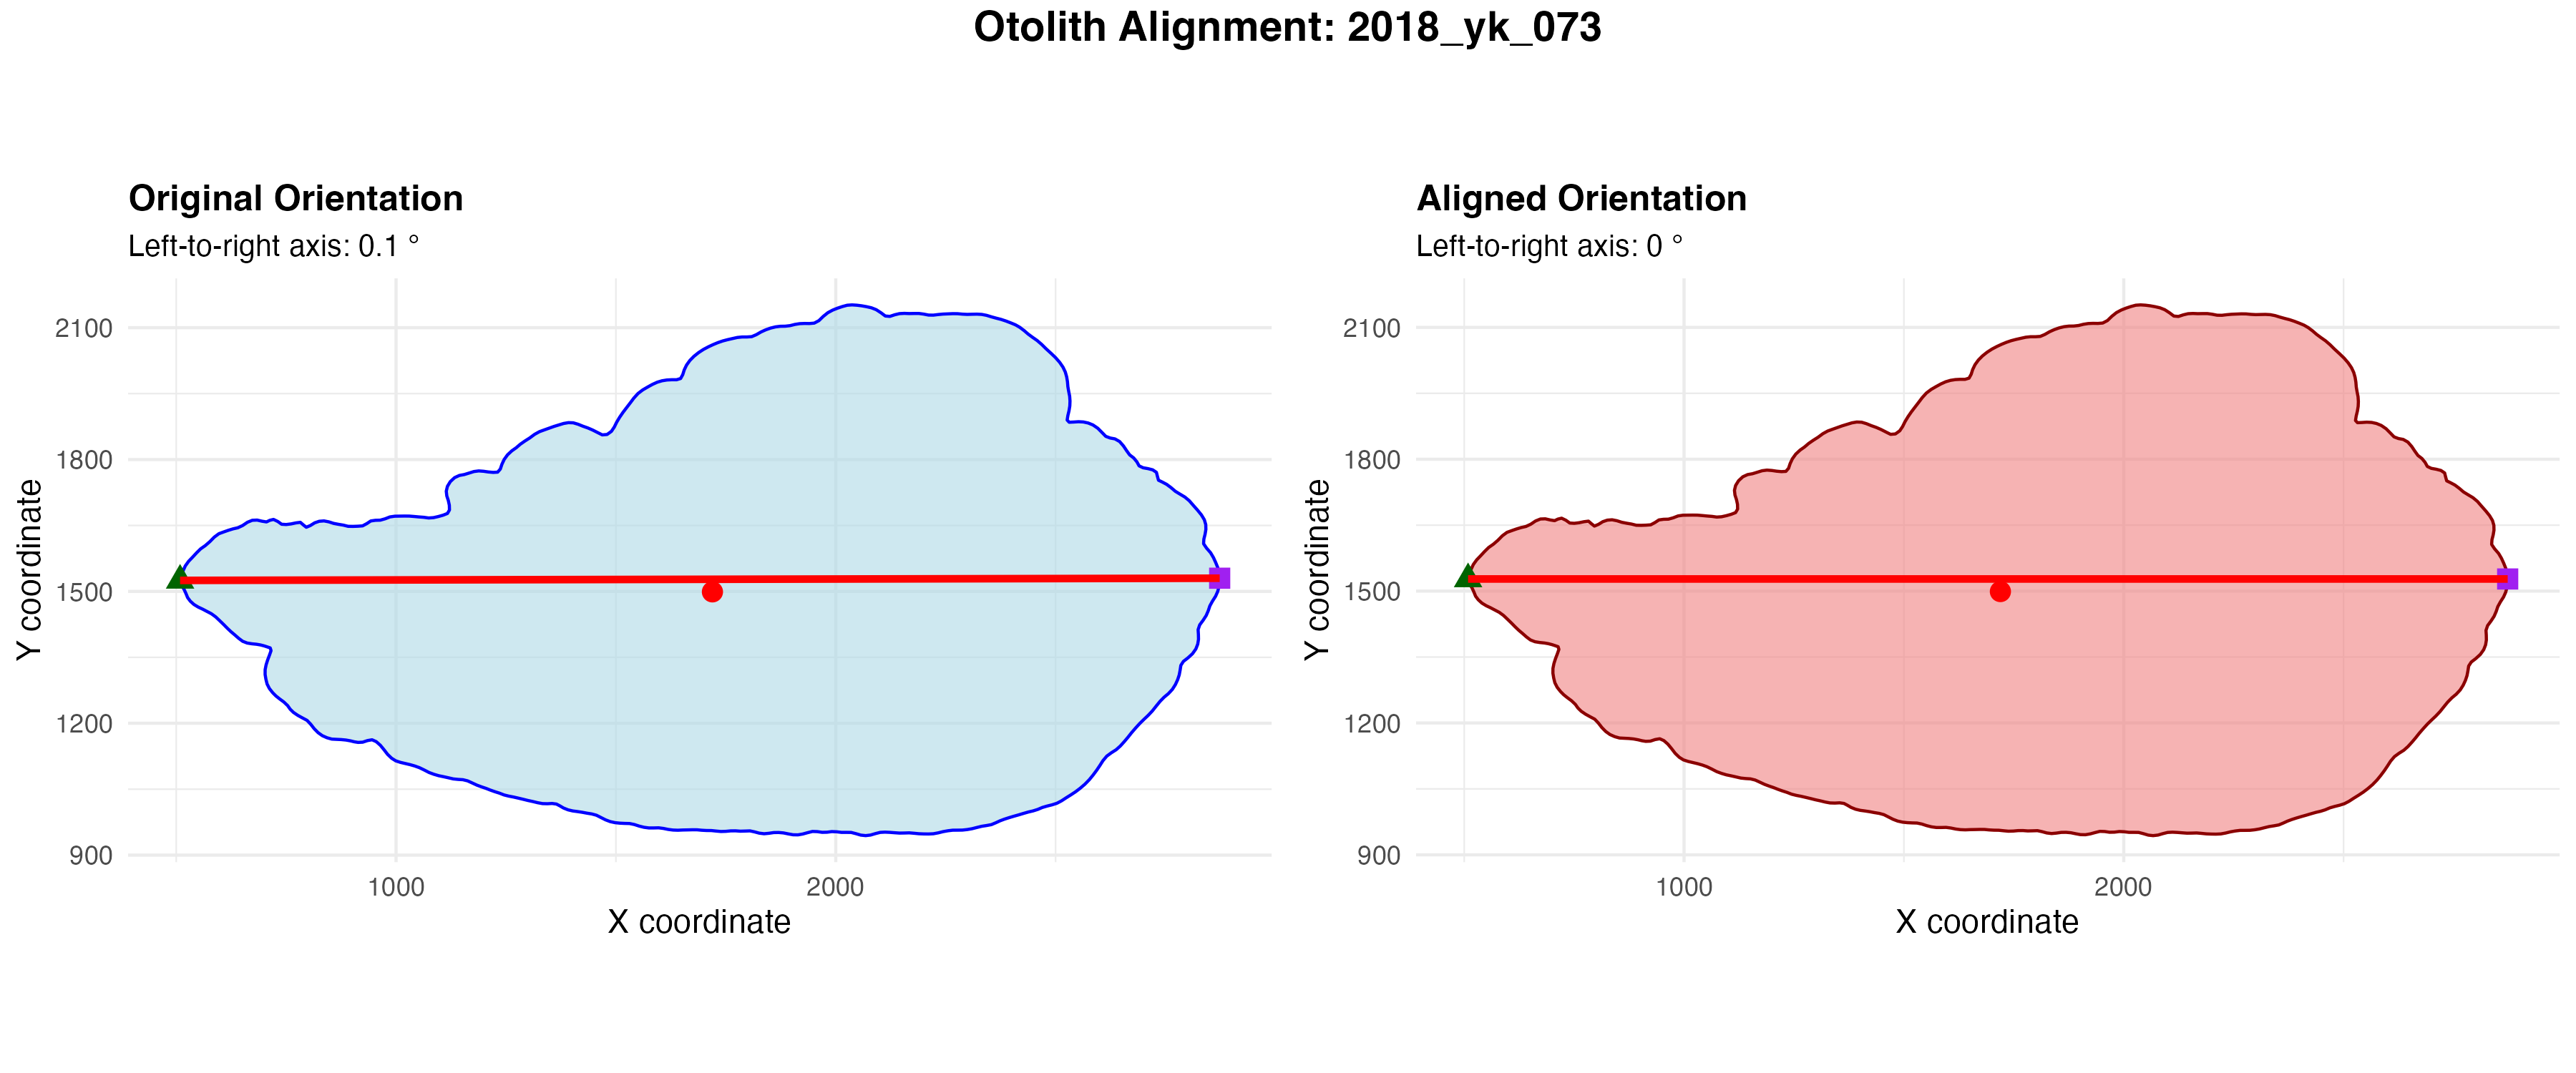 Otolith Alignment: 2018_yk_073
Original Orientation
Left-to-right axis: 0.1 °
2100
1800
1500
1200
900
Y coordinate
1000
2000
X coordinate
Aligned Orientation
Left-to-right axis: 0 °
2100
1800
1500
1200
900
Y coordinate
1000
2000
X coordinate